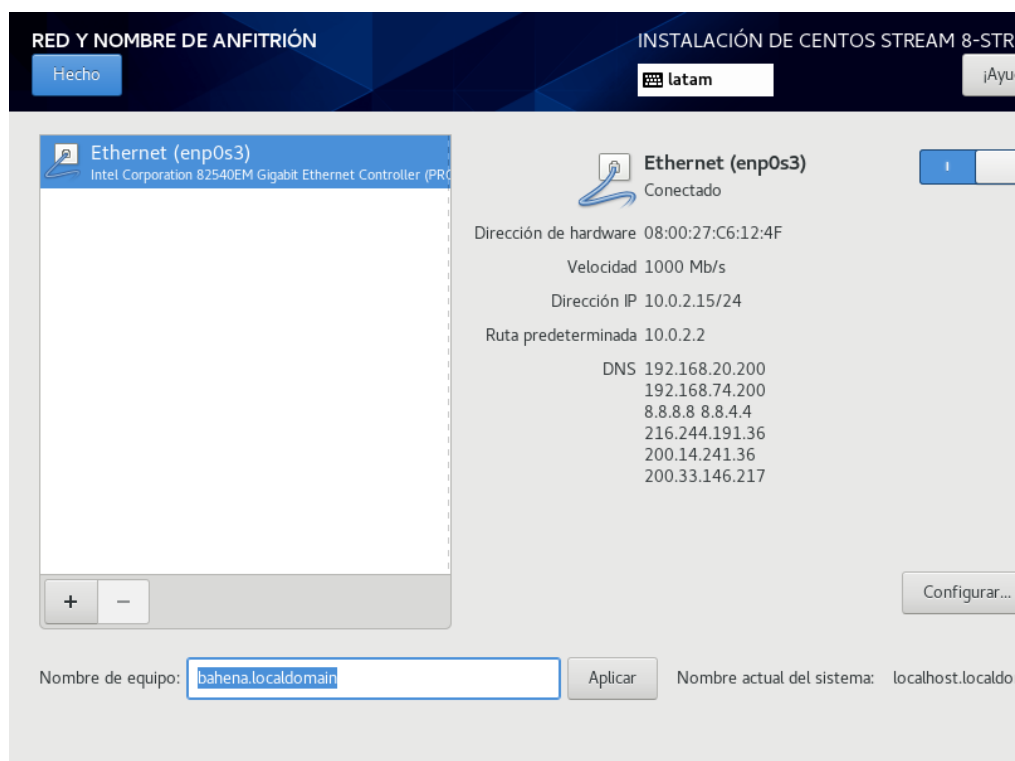 RED Y NOMBRE DE ANFITRIÓN
Hecho
INSTALACIÓN DE CENTOS STREAM 8-STR
latam
¡Ayu
Ethernet (enp0s3)
Intel Corporation 82540EM Gigabit Ethernet Controller (PRO
Ethernet (enp0s3)
Conectado
Dirección de hardware 08:00:27:C6:12:4F
Velocidad 1000 Mb/s
Dirección IP 10.0.2.15/24
Ruta predeterminada 10.0.2.2
DNS 192.168.20.200
192.168.74.200
8.8.8.8 8.8.4.4
216.244.191.36
200.14.241.36
200.33.146.217
+ −
Configurar...
Nombre de equipo: bahena.localdomain Aplicar Nombre actual del sistema: localhost.localdo